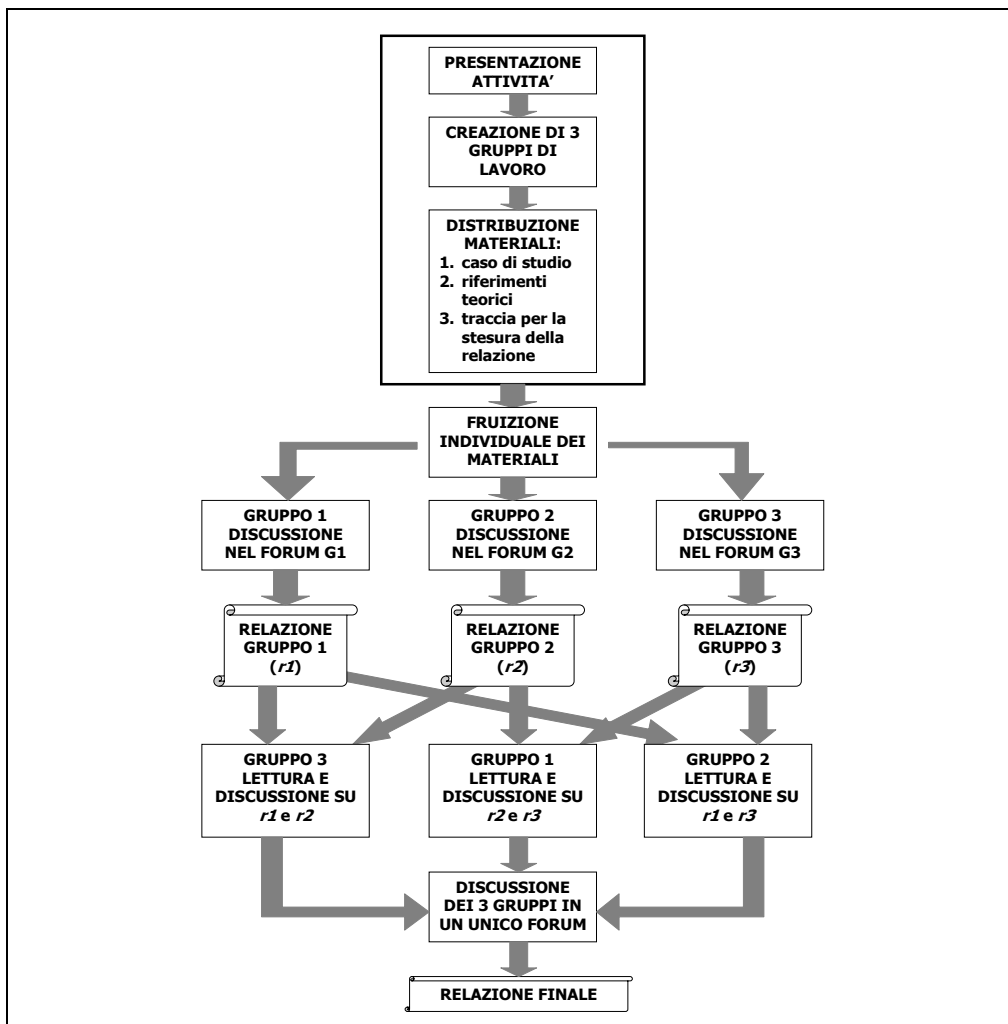 PRESENTAZIONE
ATTIVITA’
CREAZIONE DI 3
GRUPPI DI
LAVORO
DISTRIBUZIONE
MATERIALI:
1. caso di studio
2. riferimenti
teorici
3. traccia per la
stesura della
relazione
FRUIZIONE
INDIVIDUALE DEI
MATERIALI
GRUPPO 1
DISCUSSIONE
NEL FORUM G1
GRUPPO 2
DISCUSSIONE
NEL FORUM G2
GRUPPO 3
DISCUSSIONE
NEL FORUM G3
RELAZIONE
GRUPPO 1
(r1)
RELAZIONE
GRUPPO 2
(r2)
RELAZIONE
GRUPPO 3
(r3)
GRUPPO 3
LETTURA E
DISCUSSIONE SU
r1 e r2
GRUPPO 1
LETTURA E
DISCUSSIONE SU
r2 e r3
GRUPPO 2
LETTURA E
DISCUSSIONE SU
r1 e r3
DISCUSSIONE
DEI 3 GRUPPI IN
UN UNICO FORUM
RELAZIONE FINALE